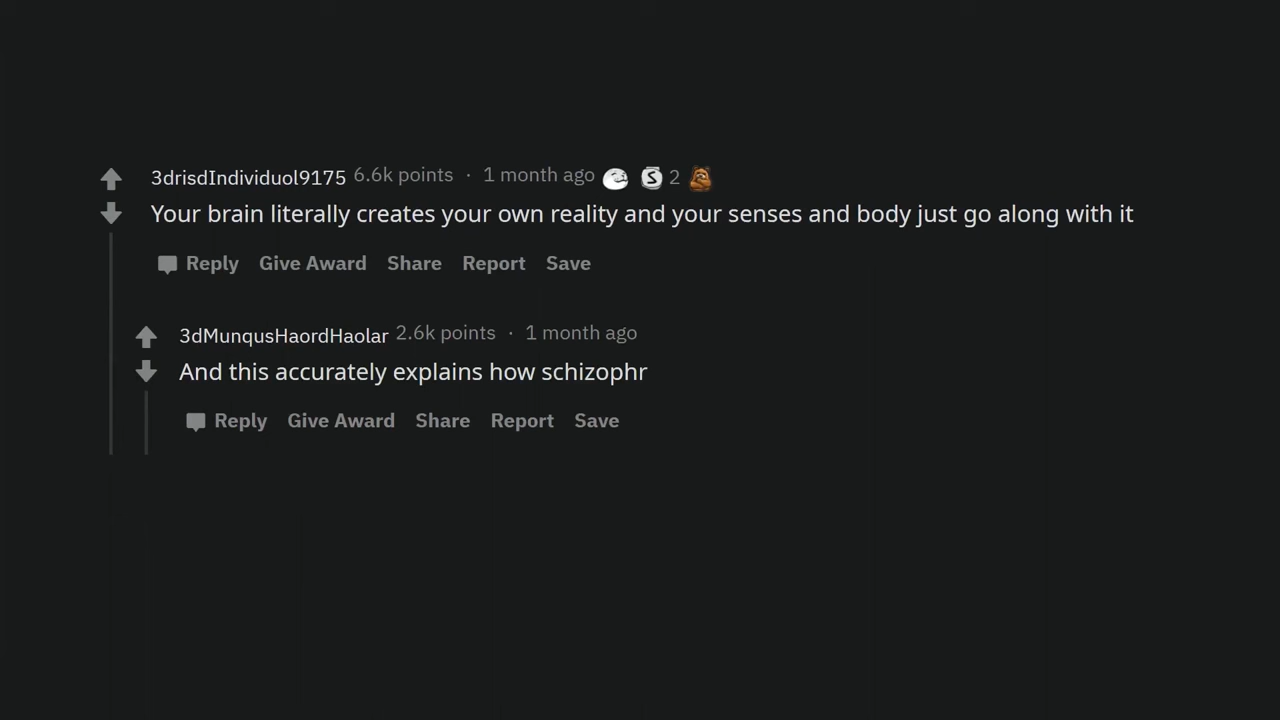 3drisdIndividuol9175 6.6k points · 1 month ago 2
Your brain literally creates your own reality and your senses and body just go along with it
Reply Give Award Share Report Save
3dMunqusHaordHaolar 2.6k points · 1 month ago
And this accurately explains how schizophr
Reply Give Award Share Report Save